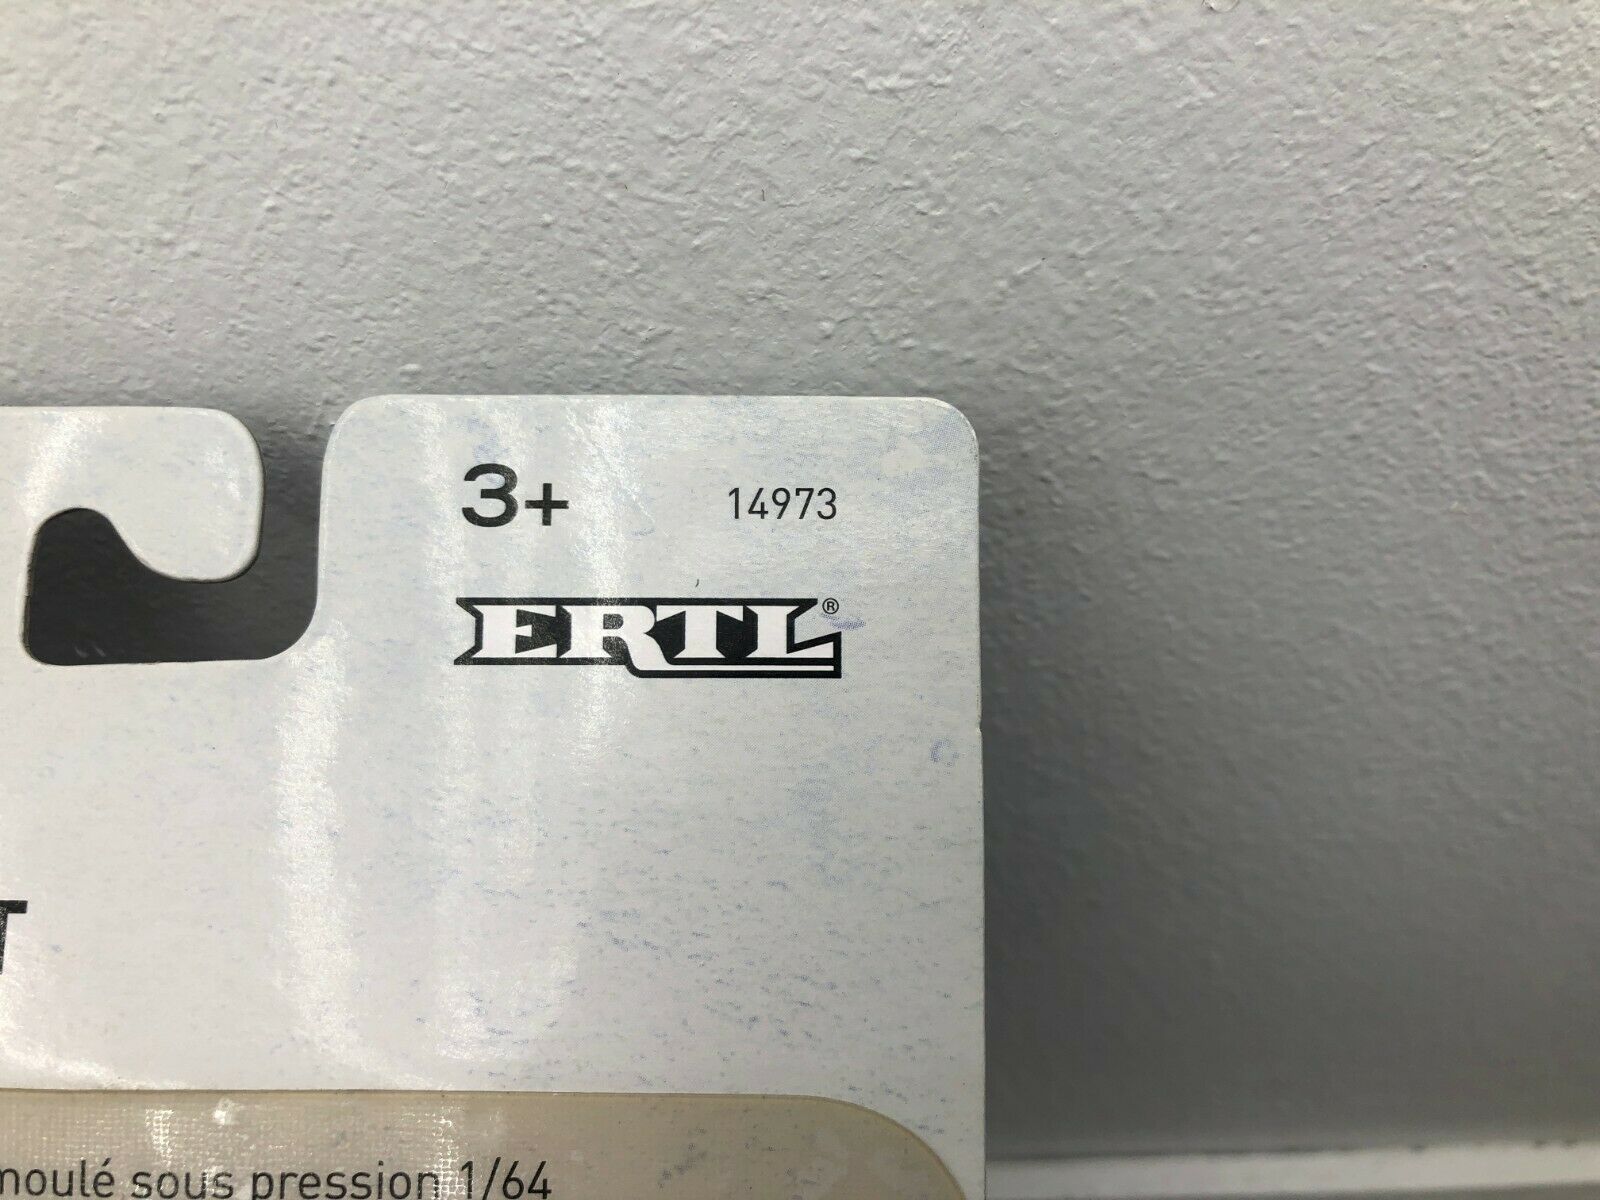 3+ 14973
ERTL®
T
moulé sous pression 1/64